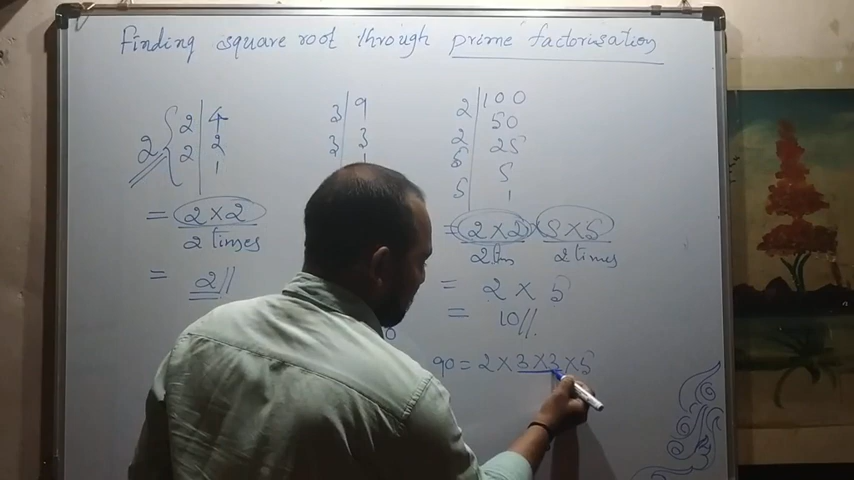 Finding square root through prime factorisation
2 2 4
2 2
1
= 2 × 2
2 times
= 2//
3 9
3 3
1
2 100
2 50
5 25
5 5
1
= (2 × 2) × 5 × 5
2 times
= 2 × 5
= 10//
90 = 2 × 3 × 3 × 5